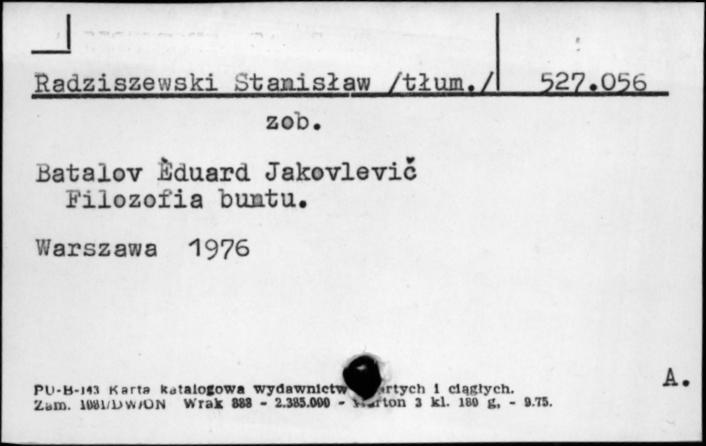 Radziszewski Stanisław /tłum./ 527.056
zob.
Batalov Èduard Jakovlevič
Filozofia buntu.
Warszawa 1976
A.
PU-B-143 Karta katalogowa wydawnictw ciągłych.
Zam. 1081/DW/ON Wrak 888 - 2.385.000 - 3 kl. 180 g, - 9.75.